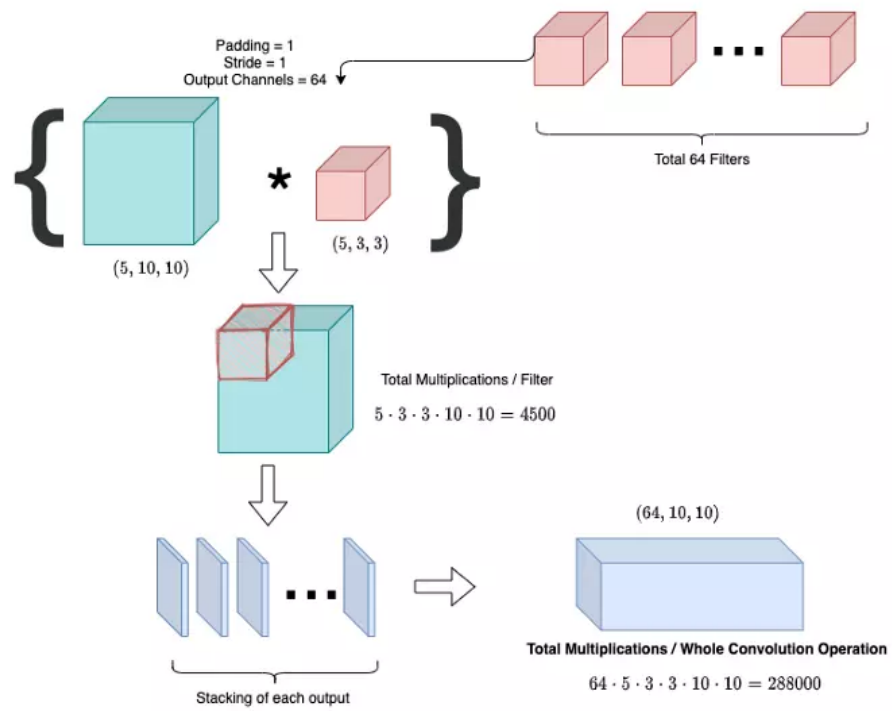 Padding = 1
Stride = 1
Output Channels = 64
Total 64 Filters
{
*
}
(5, 10, 10)
(5, 3, 3)
Total Multiplications / Filter
5 · 3 · 3 · 10 · 10 = 4500
(64, 10, 10)
Total Multiplications / Whole Convolution Operation
64 · 5 · 3 · 3 · 10 · 10 = 288000
Stacking of each output